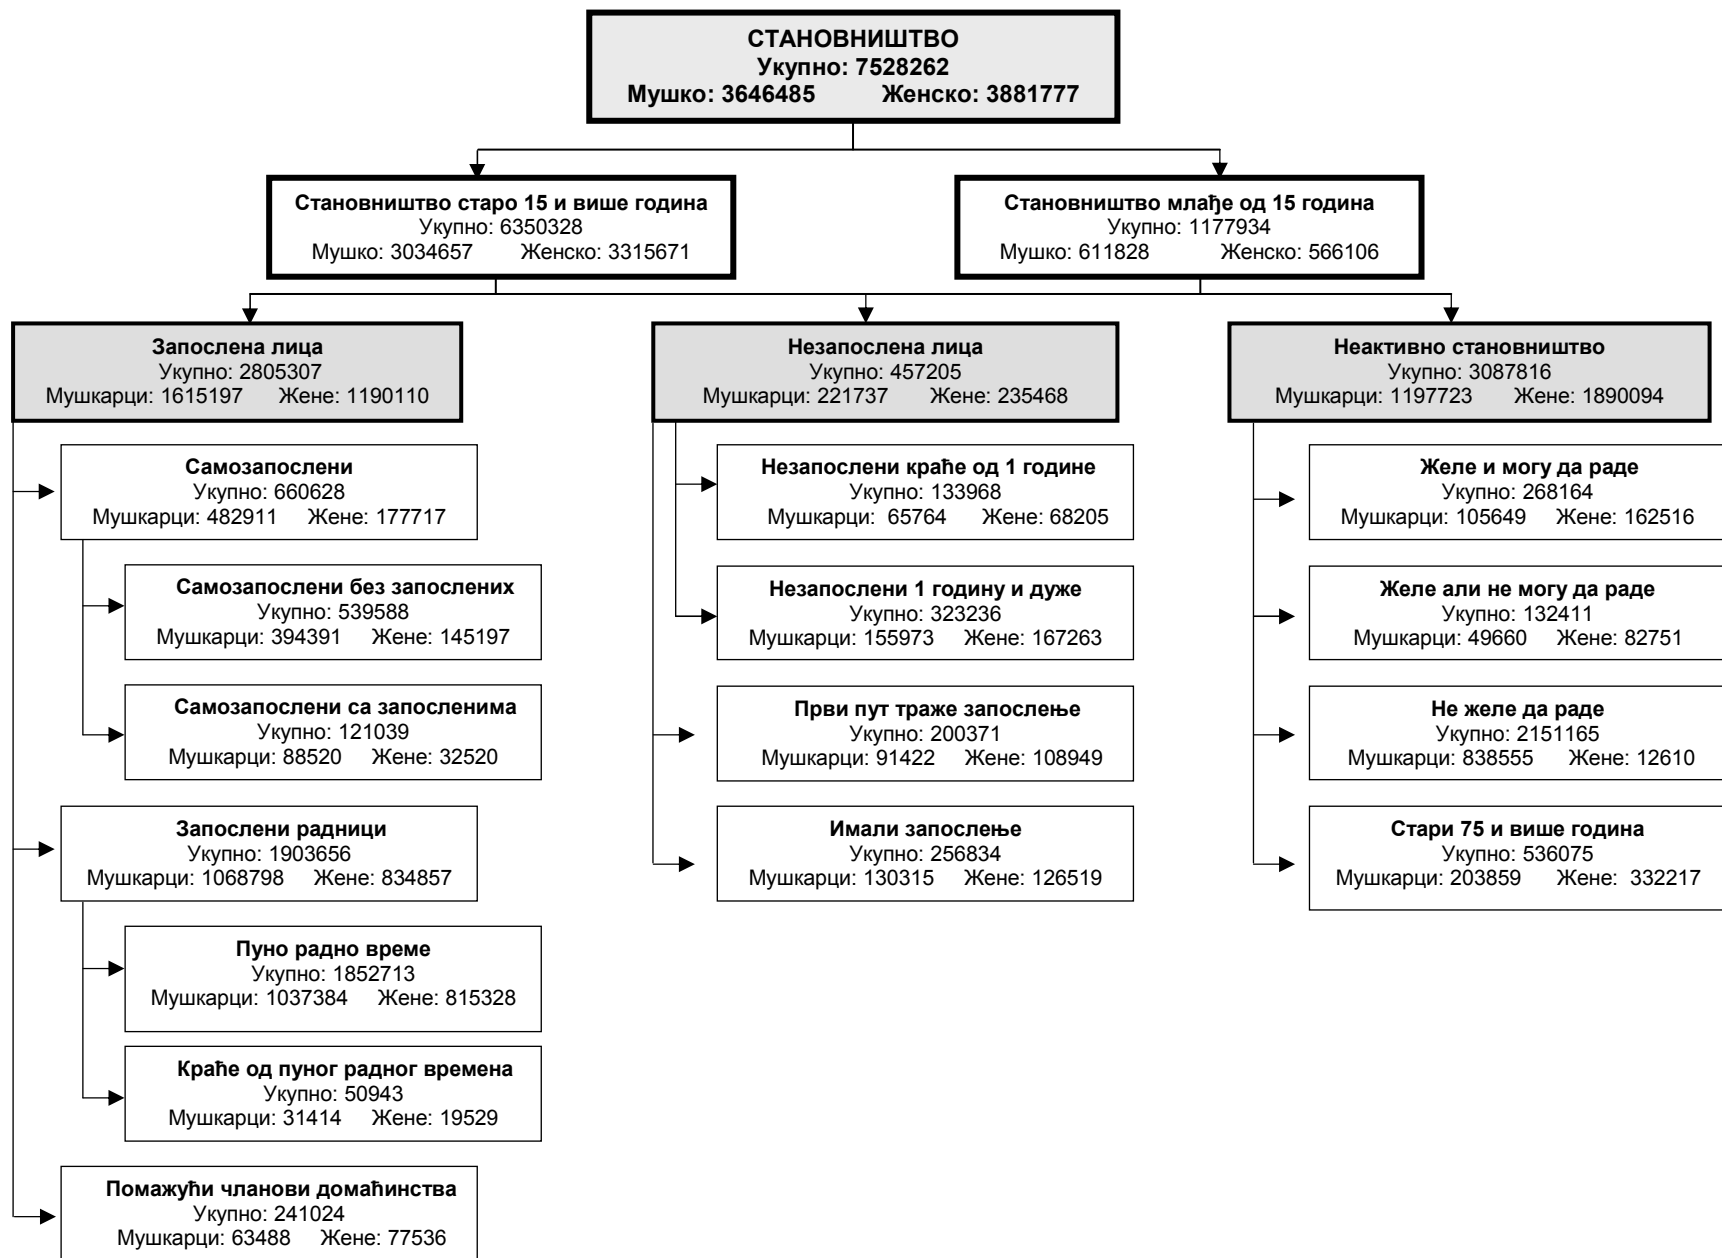 СТАНОВНИШТВО
Укупно: 7528262
Мушко: 3646485 Женско: 3881777
Становништво старо 15 и више година
Укупно: 6350328
Мушко: 3034657 Женско: 3315671
Становништво млађе од 15 година
Укупно: 1177934
Мушко: 611828 Женско: 566106
Запослена лица
Укупно: 2805307
Мушкарци: 1615197 Жене: 1190110
Незапослена лица
Укупно: 457205
Мушкарци: 221737 Жене: 235468
Неактивно становништво
Укупно: 3087816
Мушкарци: 1197723 Жене: 1890094
Самозапослени
Укупно: 660628
Мушкарци: 482911 Жене: 177717
Самозапослени без запослених
Укупно: 539588
Мушкарци: 394391 Жене: 145197
Самозапослени са запосленима
Укупно: 121039
Мушкарци: 88520 Жене: 32520
Запослени радници
Укупно: 1903656
Мушкарци: 1068798 Жене: 834857
Пуно радно време
Укупно: 1852713
Мушкарци: 1037384 Жене: 815328
Краће од пуног радног времена
Укупно: 50943
Мушкарци: 31414 Жене: 19529
Помажући чланови домаћинства
Укупно: 241024
Мушкарци: 63488 Жене: 77536
Незапослени краће од 1 године
Укупно: 133968
Мушкарци: 65764 Жене: 68205
Незапослени 1 годину и дуже
Укупно: 323236
Мушкарци: 155973 Жене: 167263
Први пут траже запослење
Укупно: 200371
Мушкарци: 91422 Жене: 108949
Имали запослење
Укупно: 256834
Мушкарци: 130315 Жене: 126519
Желе и могу да раде
Укупно: 268164
Мушкарци: 105649 Жене: 162516
Желе али не могу да раде
Укупно: 132411
Мушкарци: 49660 Жене: 82751
Не желе да раде
Укупно: 2151165
Мушкарци: 838555 Жене: 12610
Стари 75 и више година
Укупно: 536075
Мушкарци: 203859 Жене: 332217